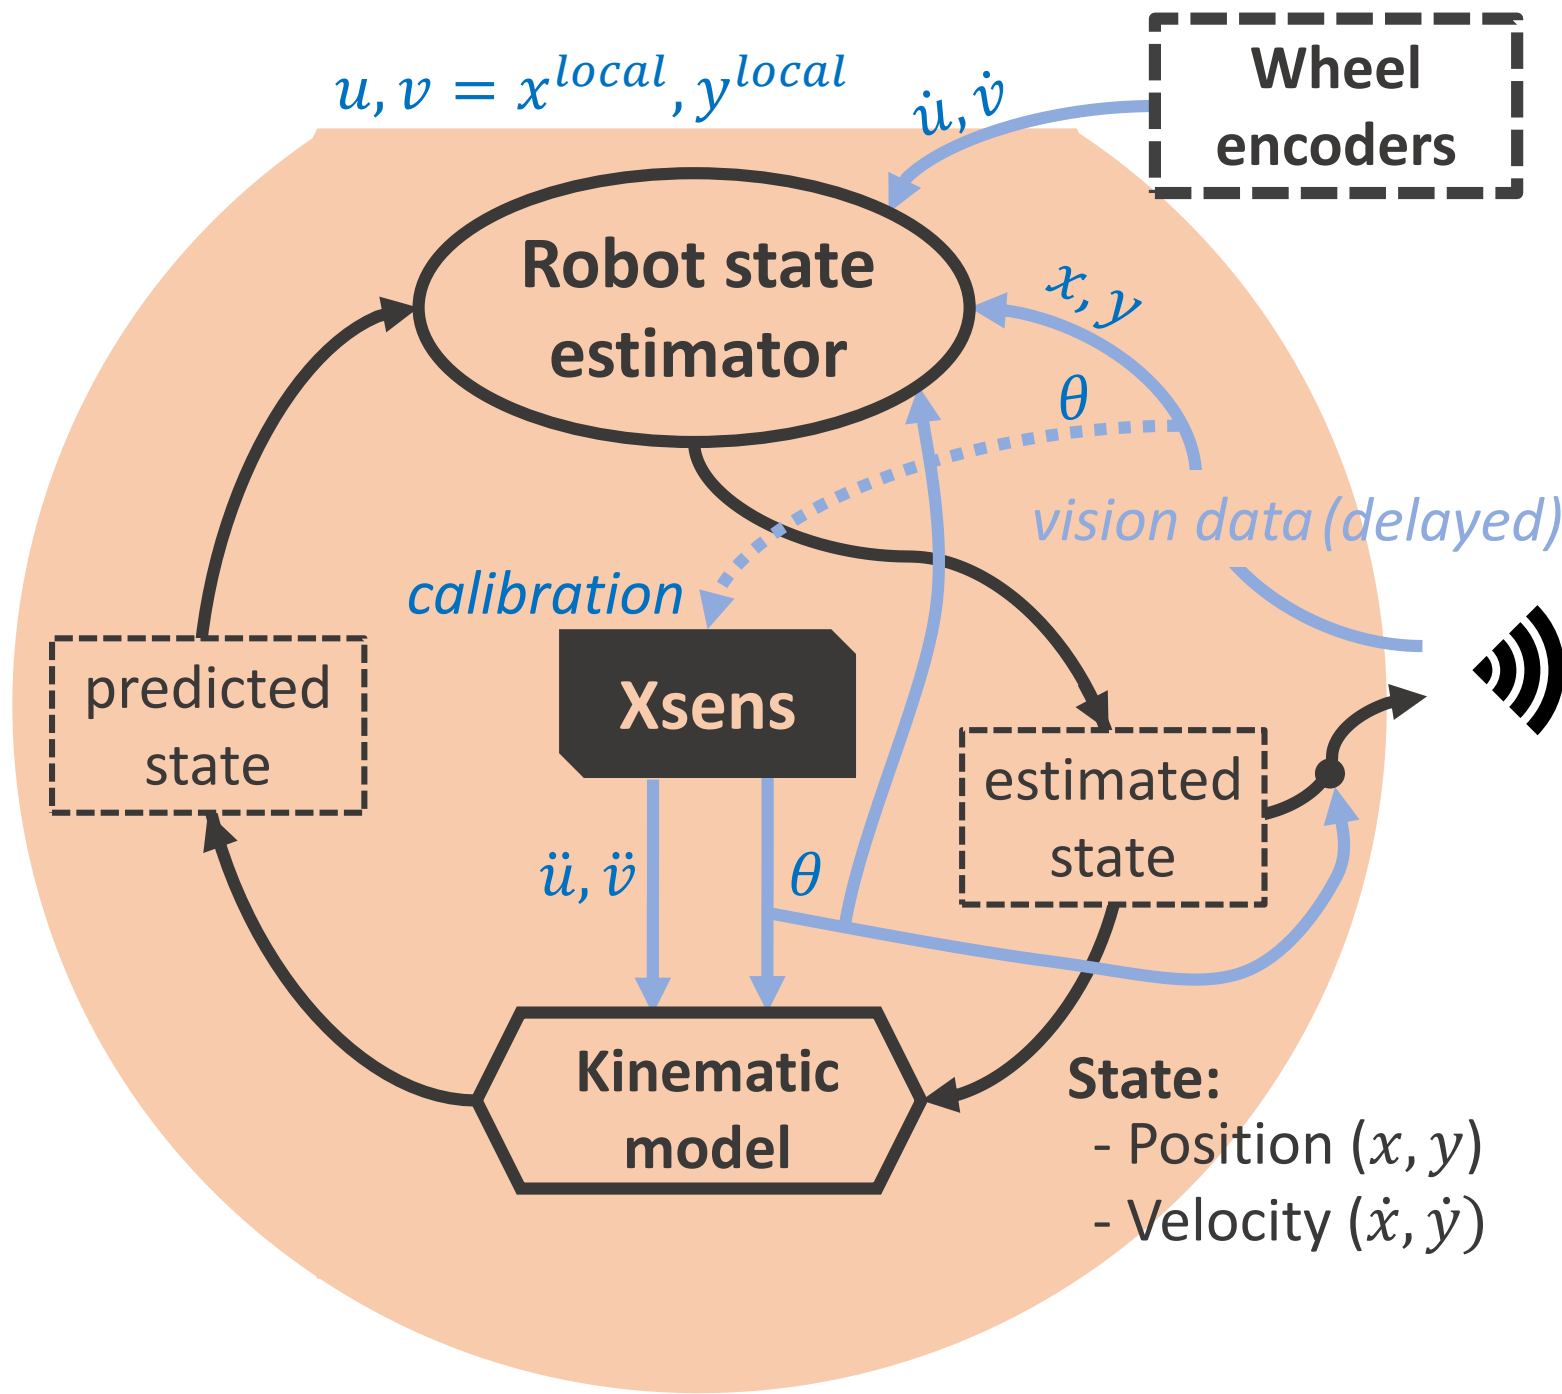 u, v = x^{local}, y^{local}
u̇, v̇
Wheel
encoders
Robot state
estimator
x, y
θ
vision data (delayed)
calibration
predicted
state
Xsens
estimated
state
ü, v̈
θ
Kinematic
model
State:
- Position (x, y)
- Velocity (ẋ, ẏ)